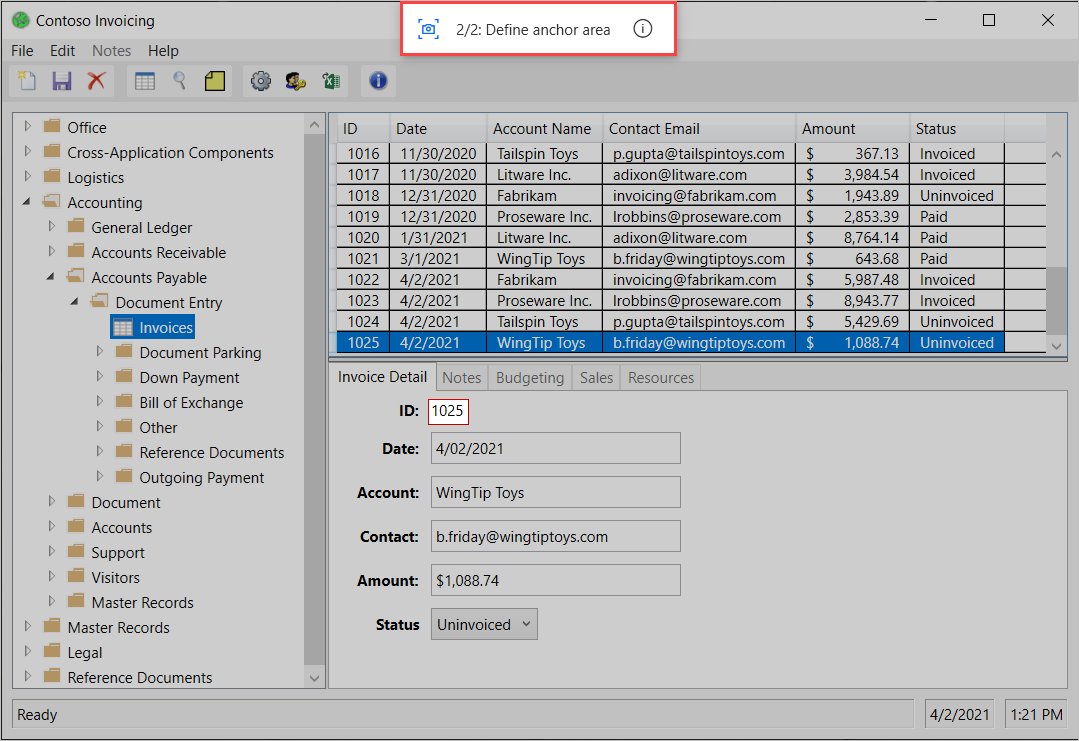 Contoso Invoicing
2/2: Define anchor area
File Edit Notes Help
Office
Cross-Application Components
Logistics
Accounting
General Ledger
Accounts Receivable
Accounts Payable
Document Entry
Invoices
Document Parking
Down Payment
Bill of Exchange
Other
Reference Documents
Outgoing Payment
Document
Accounts
Support
Visitors
Master Records
Master Records
Legal
Reference Documents
ID Date Account Name Contact Email Amount Status
1016 11/30/2020 Tailspin Toys p.gupta@tailspintoys.com $ 367.13 Invoiced
1017 11/30/2020 Litware Inc. adixon@litware.com $ 3,984.54 Invoiced
1018 12/31/2020 Fabrikam invoicing@fabrikam.com $ 1,943.89 Uninvoiced
1019 12/31/2020 Proseware Inc. lrobbins@proseware.com $ 2,853.39 Paid
1020 1/31/2021 Litware Inc. adixon@litware.com $ 8,764.14 Paid
1021 3/1/2021 WingTip Toys b.friday@wingtiptoys.com $ 643.68 Paid
1022 4/2/2021 Fabrikam invoicing@fabrikam.com $ 5,987.48 Invoiced
1023 4/2/2021 Proseware Inc. lrobbins@proseware.com $ 8,943.77 Invoiced
1024 4/2/2021 Tailspin Toys p.gupta@tailspintoys.com $ 5,429.69 Uninvoiced
1025 4/2/2021 WingTip Toys b.friday@wingtiptoys.com $ 1,088.74 Uninvoiced
Invoice Detail Notes Budgeting Sales Resources
ID: 1025
Date: 4/02/2021
Account: WingTip Toys
Contact: b.friday@wingtiptoys.com
Amount: $1,088.74
Status Uninvoiced
Ready 4/2/2021 1:21 PM